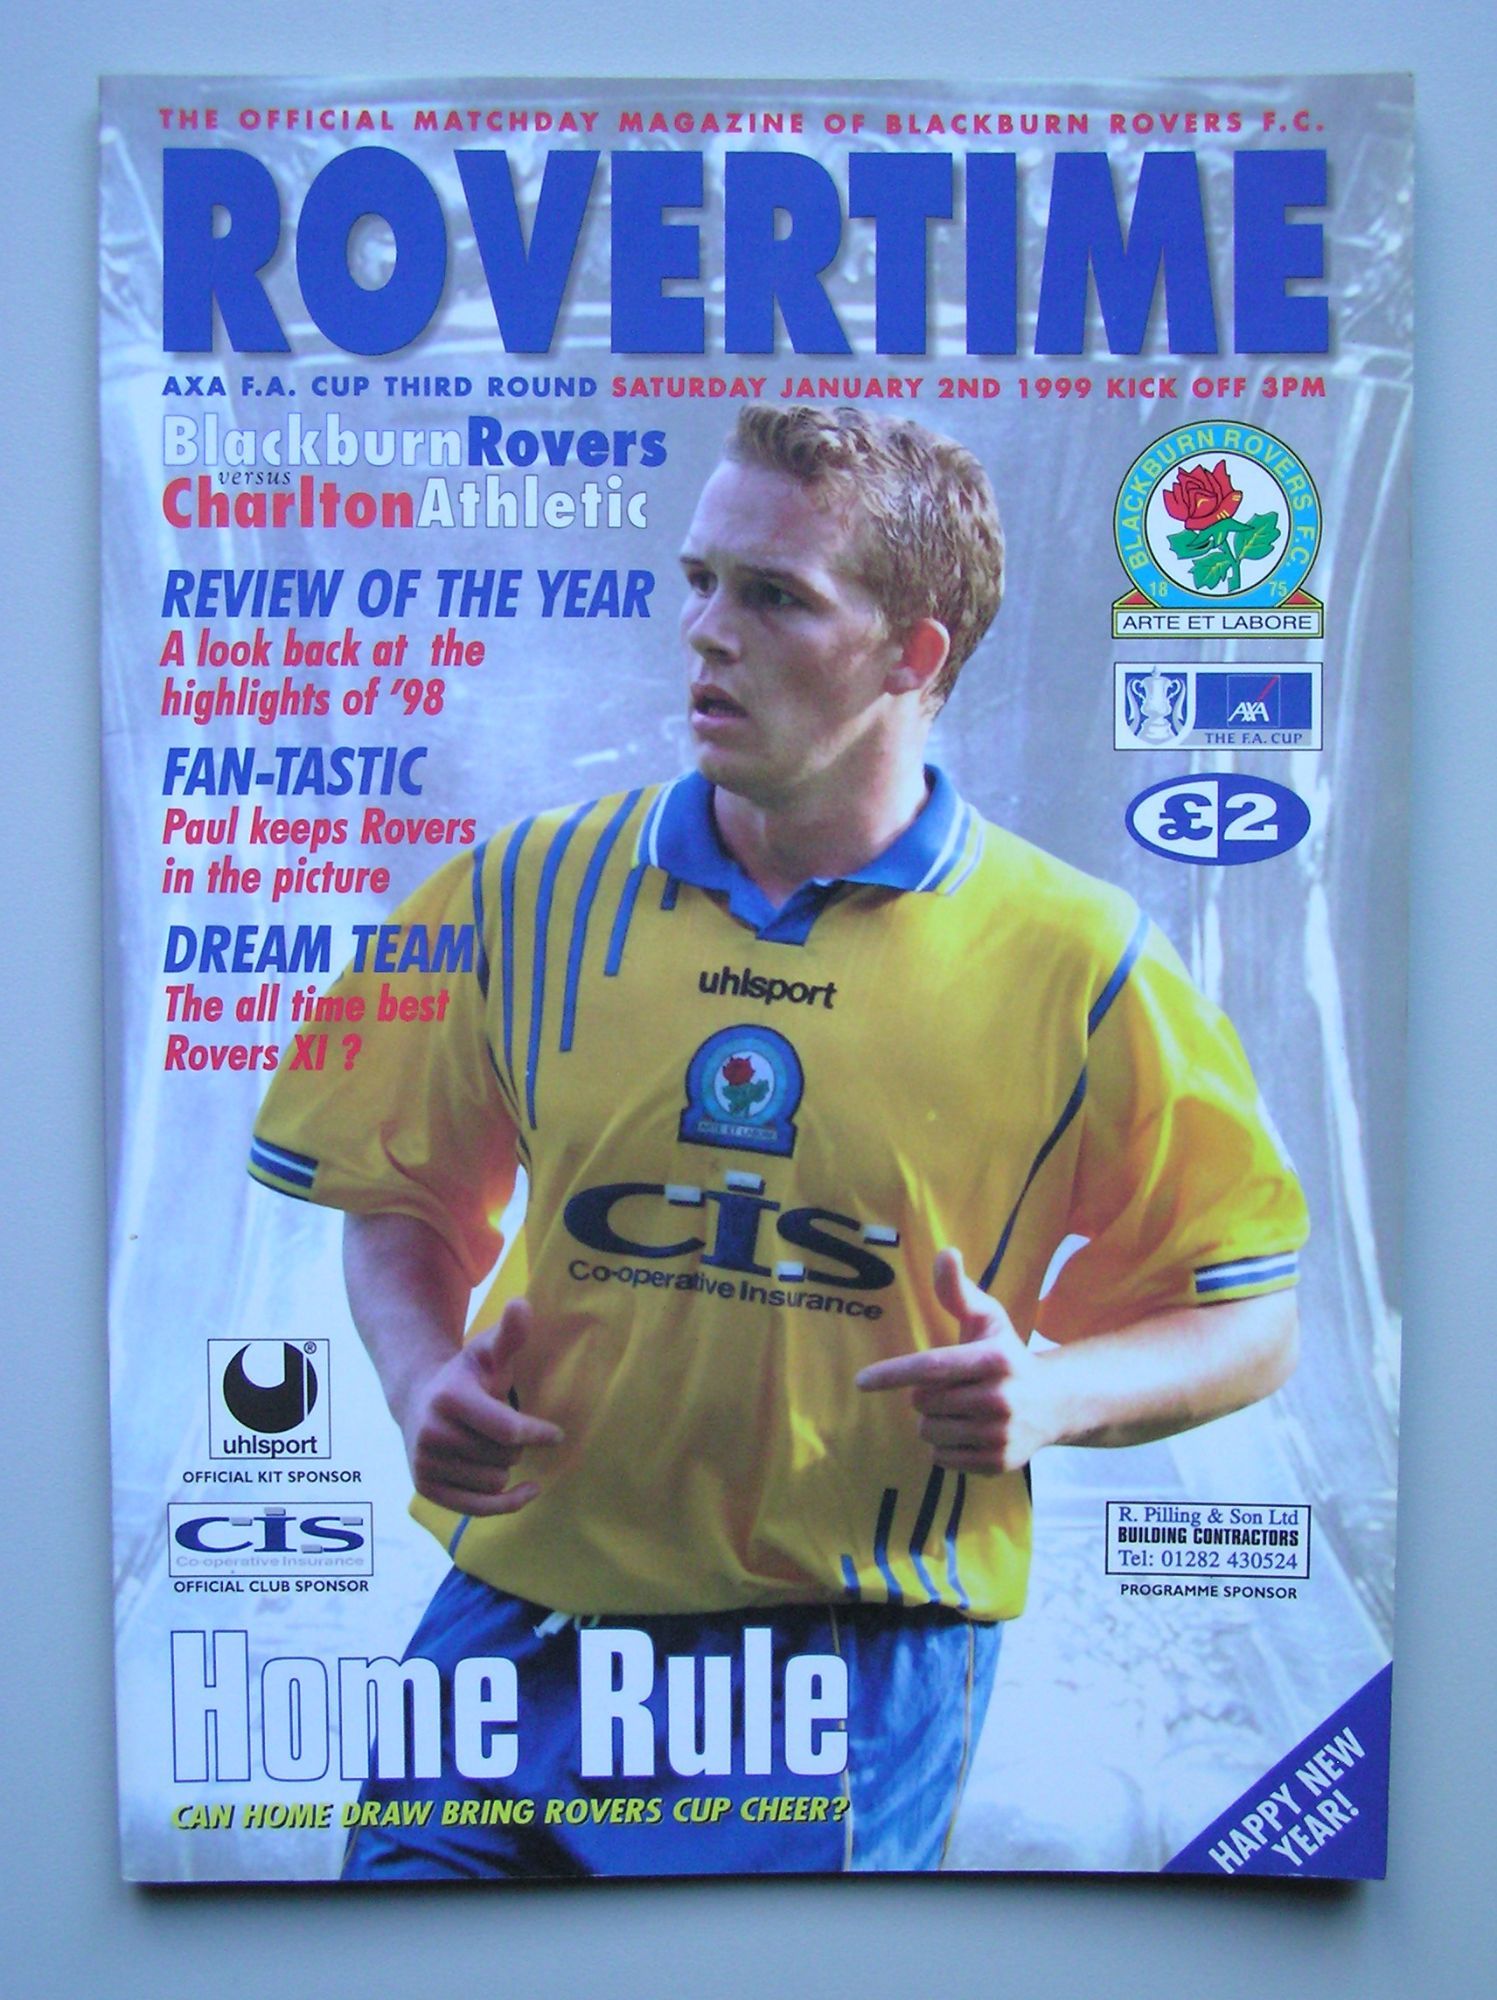 THE OFFICIAL MATCHDAY MAGAZINE OF BLACKBURN ROVERS F.C.
ROVERTIME
AXA F.A. CUP THIRD ROUND SATURDAY JANUARY 2ND 1999 KICK OFF 3PM
BlackburnRovers
versus
CharltonAthletic
REVIEW OF THE YEAR
A look back at the
highlights of '98
FAN-TASTIC
Paul keeps Rovers
in the picture
DREAM TEAM
The all time best
Rovers XI ?
BLACKBURN ROVERS F.C.
18 75
ARTE ET LABORE
AXA
THE F.A. CUP
£2
uhlsport
ARTE ET LABORE
CIS
Co-operative Insurance
uhlsport ®
OFFICIAL KIT SPONSOR
CIS
Co-operative Insurance
OFFICIAL CLUB SPONSOR
R. Pilling & Son Ltd
BUILDING CONTRACTORS
Tel: 01282 430524
PROGRAMME SPONSOR
Home Rule
CAN HOME DRAW BRING ROVERS CUP CHEER?
HAPPY NEW
YEAR!